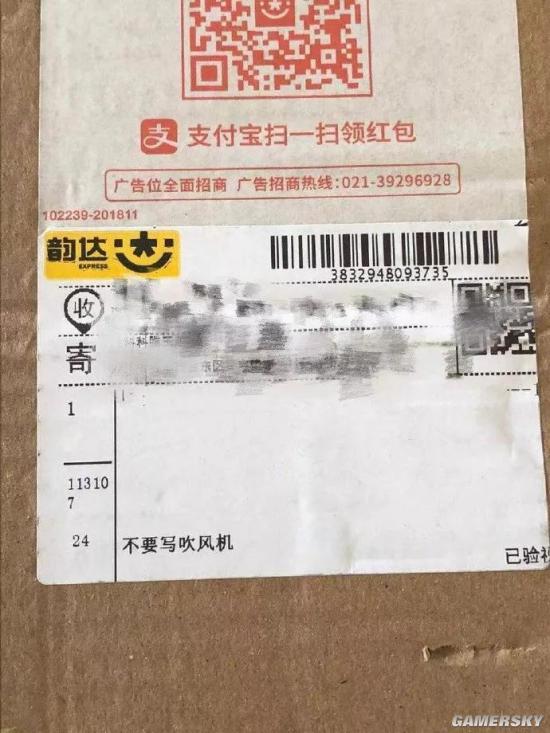 支付宝扫一扫领红包
广告位全面招商 广告招商热线:021-39296928
102239-201811
韵达
EXPRESS
3832948093735
收
寄
1
11310
7
24
不要写吹风机
已验视
GAMERSKY